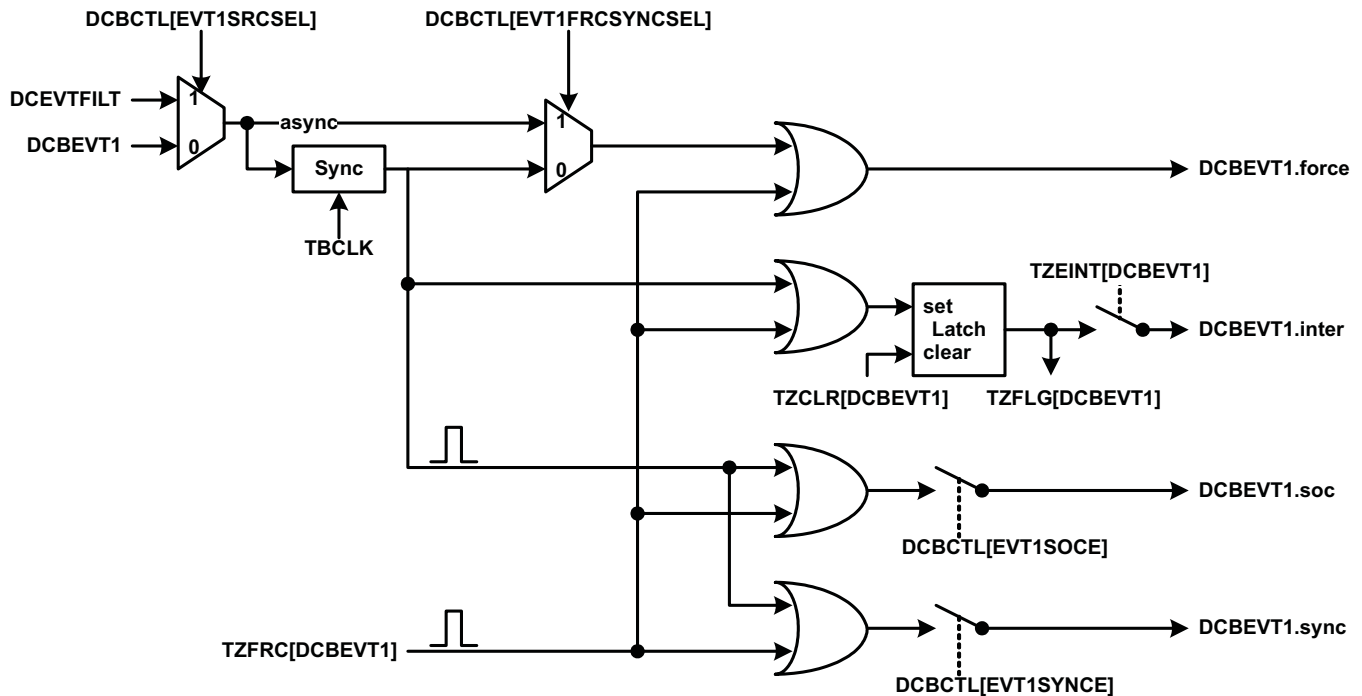 DCBCTL[EVT1SRCSEL]
DCBCTL[EVT1FRCSYNCSEL]
DCEVTFILT
1
DCBEVT1
0
async
1
0
Sync
TBCLK
DCBEVT1.force
TZEINT[DCBEVT1]
set
Latch
clear
DCBEVT1.inter
TZCLR[DCBEVT1]
TZFLG[DCBEVT1]
DCBEVT1.soc
DCBCTL[EVT1SOCE]
TZFRC[DCBEVT1]
DCBEVT1.sync
DCBCTL[EVT1SYNCE]